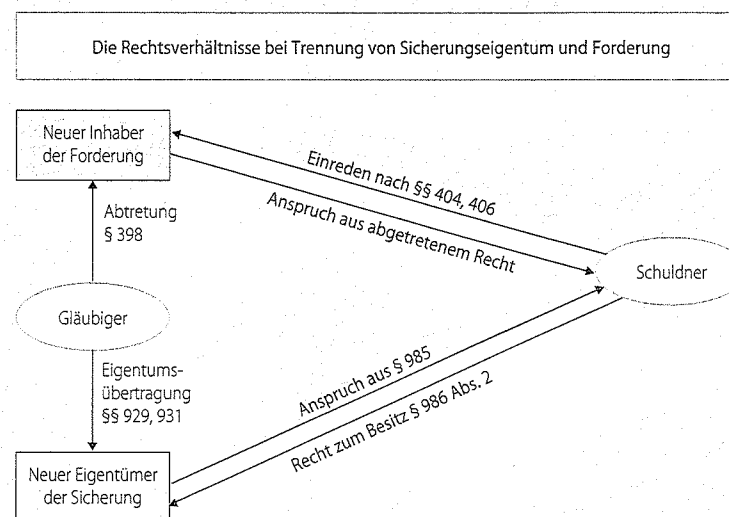 Die Rechtsverhältnisse bei Trennung von Sicherungseigentum und Forderung
Neuer Inhaber
der Forderung
Einreden nach §§ 404, 406
Anspruch aus abgetretenem Recht
Abtretung
§ 398
Schuldner
Gläubiger
Eigentums-
übertragung
§§ 929, 931
Anspruch aus § 985
Recht zum Besitz § 986 Abs. 2
Neuer Eigentümer
der Sicherung